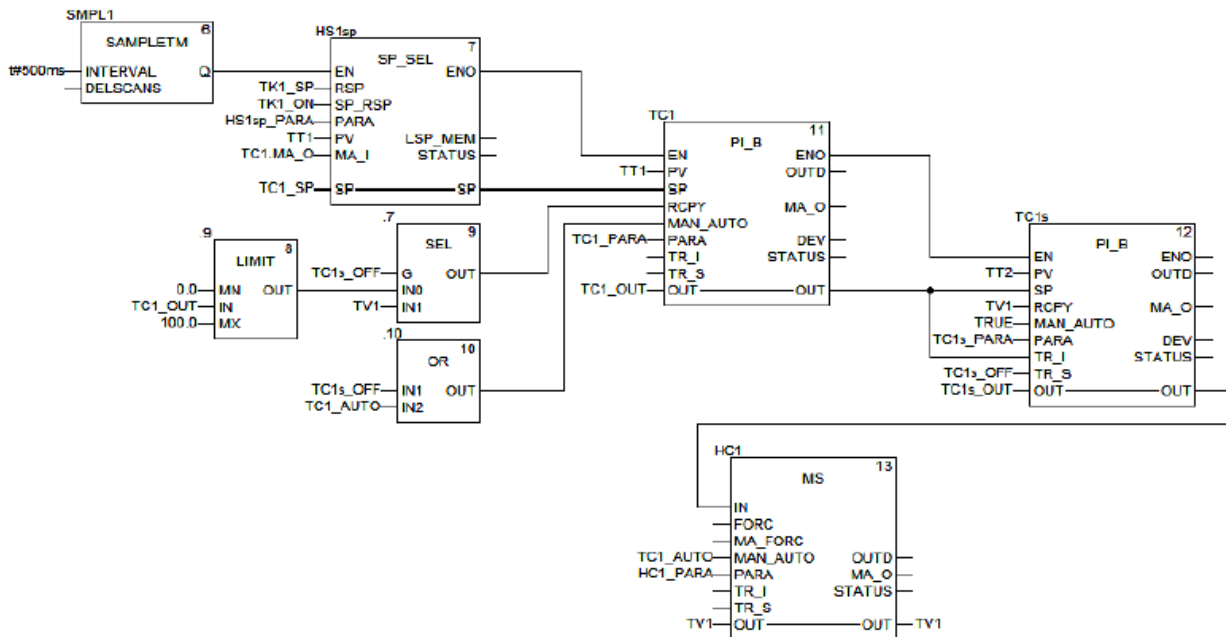 SMPL1
6
SAMPLETM
t#500ms INTERVAL Q
DELSCANS
HS1sp
7
SP_SEL
EN ENO
TK1_SP RSP
TK1_ON SP_RSP
HS1sp_PARA PARA
TT1 PV LSP_MEM
TC1.MA_O MA_I STATUS
TC1_SP SP SP
.9
8
LIMIT
0.0 MN OUT
TC1_OUT IN
100.0 MX
.7
9
SEL
TC1s_OFF G OUT
IN0
TV1 IN1
.10
10
OR
TC1s_OFF IN1 OUT
TC1_AUTO IN2
TC1
11
PI_B
EN ENO
TT1 PV OUTD
SP
RCPY MA_O
MAN_AUTO
TC1_PARA PARA DEV
TR_I STATUS
TR_S
TC1_OUT OUT OUT
TC1s
12
PI_B
EN ENO
TT2 PV OUTD
SP
TV1 RCPY MA_O
TRUE MAN_AUTO
TC1s_PARA PARA DEV
TR_I STATUS
TC1s_OFF TR_S
TC1s_OUT OUT OUT
HC1
13
MS
IN
FORC
MA_FORC
TC1_AUTO MAN_AUTO OUTD
HC1_PARA PARA MA_O
TR_I STATUS
TR_S
TV1 OUT OUT TV1